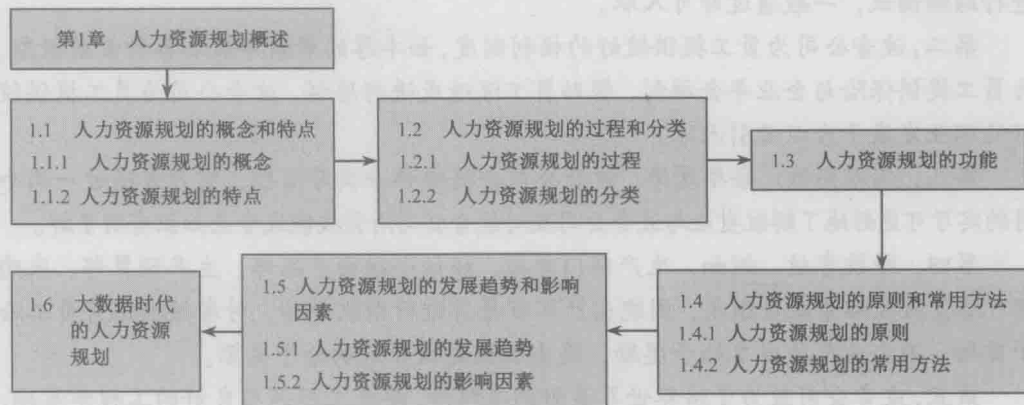 第1章　人力资源规划概述
1.1　人力资源规划的概念和特点
1.1.1　人力资源规划的概念
1.1.2　人力资源规划的特点
1.2　人力资源规划的过程和分类
1.2.1　人力资源规划的过程
1.2.2　人力资源规划的分类
1.3　人力资源规划的功能
1.4　人力资源规划的原则和常用方法
1.4.1　人力资源规划的原则
1.4.2　人力资源规划的常用方法
1.5 人力资源规划的发展趋势和影响
因素
1.5.1　人力资源规划的发展趋势
1.5.2　人力资源规划的影响因素
1.6　大数据时代
的人力资源
规划